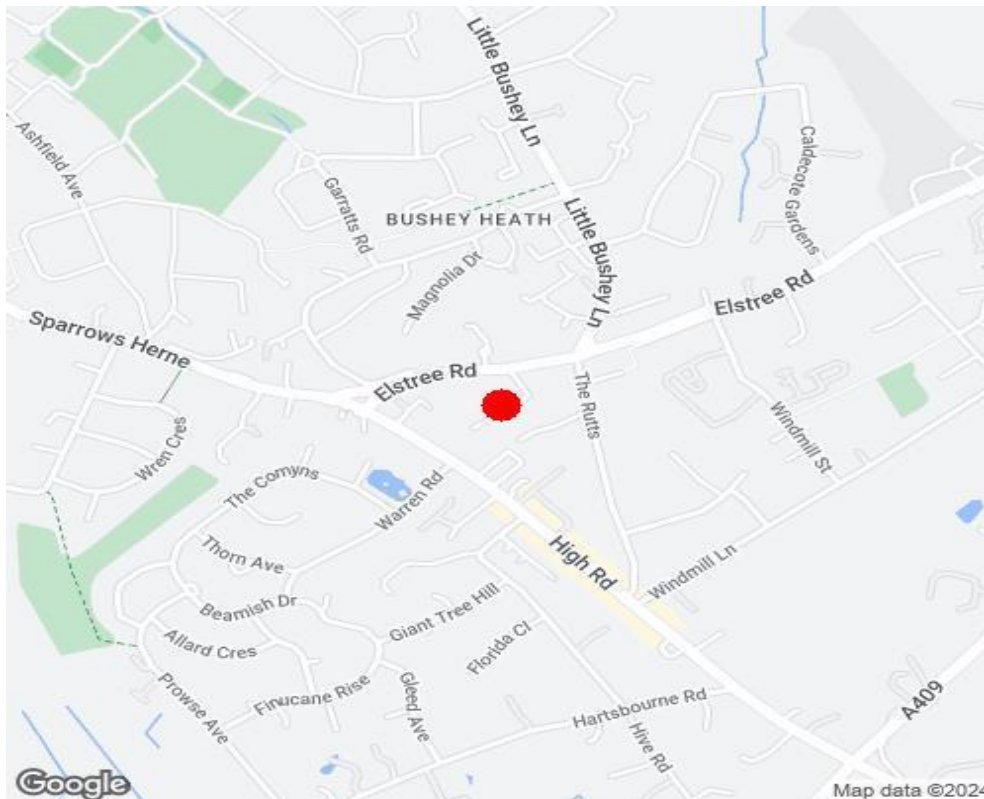 Little Bushey Ln
Ashfield Ave
Garratts Rd
BUSHEY HEATH
Little Bushey Ln
Caldecote Gardens
Magnolia Dr
Elstree Rd
Sparrows Herne
Elstree Rd
The Rutts
Windmill St
Wren Cres
The Comyns
Warren Rd
Thorn Ave
High Rd
Windmill Ln
Beamish Dr
Giant Tree Hill
Allard Cres
Florida Cl
Prowse Ave
Finucane Rise
Gleed Ave
Hartsbourne Rd
Hive Rd
A409
Google
Map data ©2024